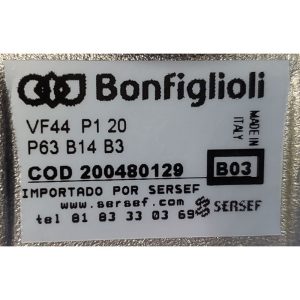 Bonfiglioli
VF44 P1 20
P63 B14 B3
MADE IN
ITALY
COD 200480129
B03
IMPORTADO POR SERSEF
www.sersef.com
tel 81 83 33 03 69
SERSEF